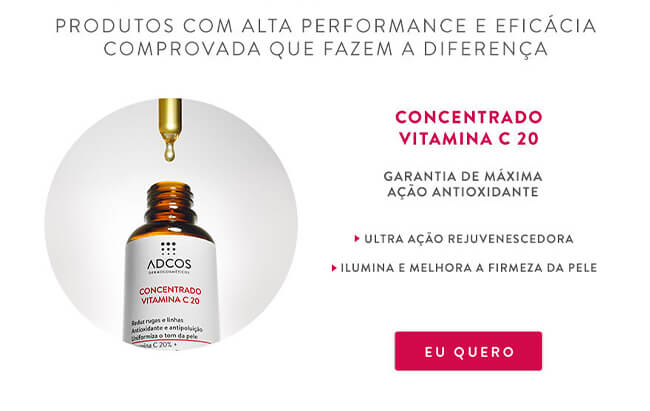 PRODUTOS COM ALTA PERFORMANCE E EFICÁCIA
COMPROVADA QUE FAZEM A DIFERENÇA
CONCENTRADO
VITAMINA C 20
GARANTIA DE MÁXIMA
AÇÃO ANTIOXIDANTE
ULTRA AÇÃO REJUVENESCEDORA
ILUMINA E MELHORA A FIRMEZA DA PELE
EU QUERO
ADCOS
DERMOCOSMÉTICOS
CONCENTRADO
VITAMINA C 20
Reduz rugas e linhas
Antioxidante e antipoluição
Uniformiza o tom da pele
C 20% +